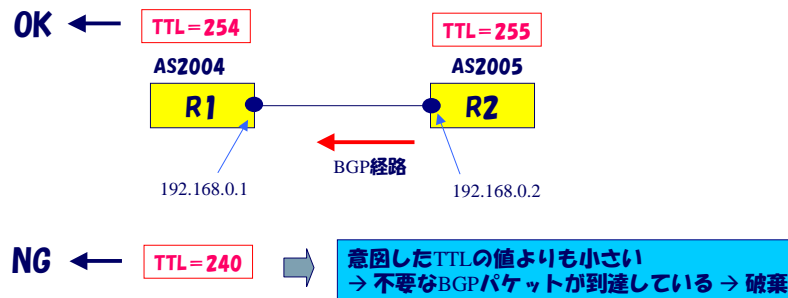 OK
TTL=254
TTL=255
AS2004
AS2005
R1
R2
BGP経路
192.168.0.1
192.168.0.2
NG
TTL=240
意図したTTLの値よりも小さい
→ 不要なBGPパケットが到達している → 破棄